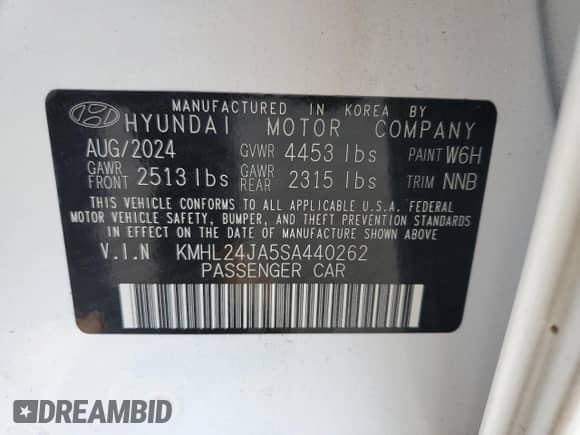 MANUFACTURED IN KOREA BY
HYUNDAI MOTOR COMPANY
AUG/2024 GVWR 4453 lbs PAINT W6H
GAWR FRONT 2513 lbs GAWR REAR 2315 lbs TRIM NNB
THIS VEHICLE CONFORMS TO ALL APPLICABLE U.S.A. FEDERAL
MOTOR VEHICLE SAFETY, BUMPER, AND THEFT PREVENTION STANDARDS
IN EFFECT ON THE DATE OF MANUFACTURE SHOWN ABOVE
V.I.N KMHL24JA5SA440262
PASSENGER CAR
DREAMBID